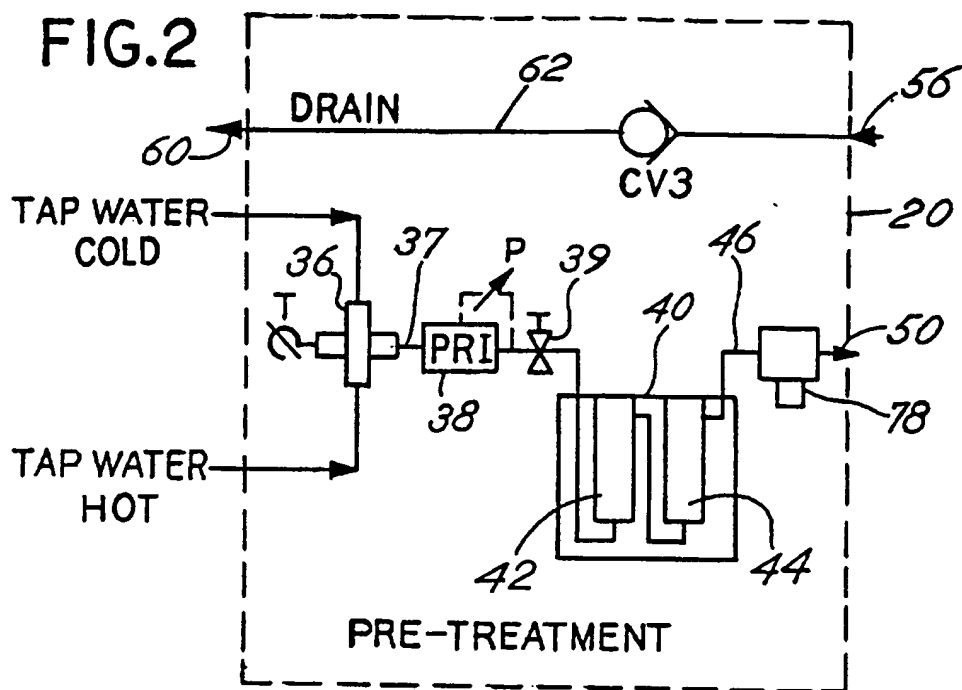 FIG.2
DRAIN
62
56
60
CV3
TAP WATER
COLD
20
36
37
P
39
46
T
40
50
PRI
38
78
TAP WATER
HOT
42
44
PRE-TREATMENT